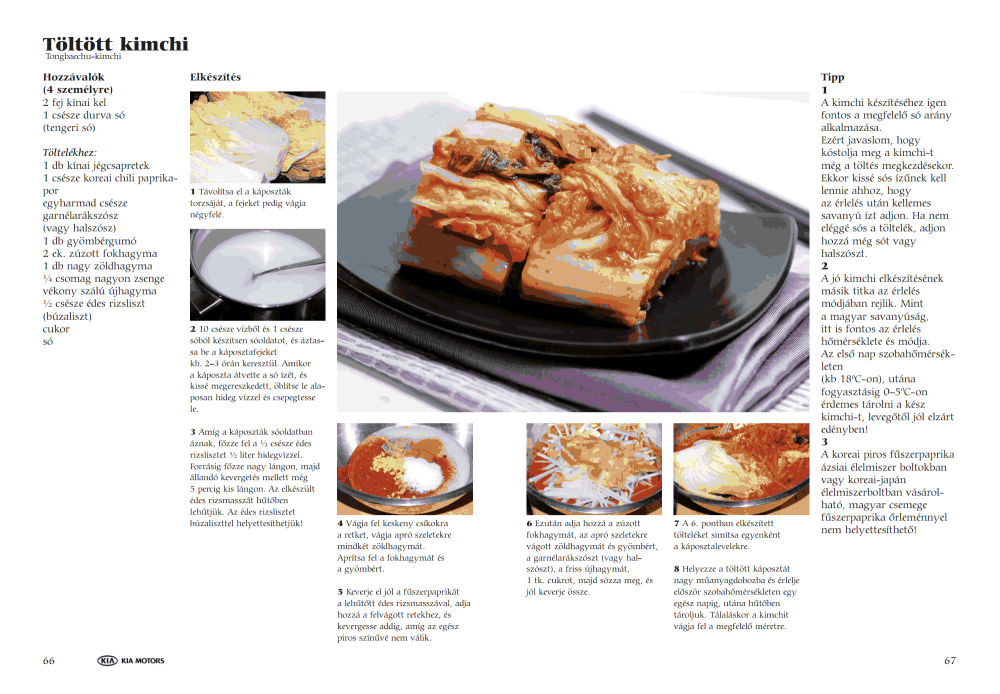 Töltött kimchi
Tongbaechu-kimchi
Hozzávalók
(4 személyre)
2 fej kínai kel
1 csésze durva só
(tengeri só)
Töltelékhez:
1 db kínai jégcsapretek
1 csésze koreai chili paprika-
por
egyharmad csésze
garnélarákszósz
(vagy halszósz)
1 db gyömbérgumó
2 ek. zúzott fokhagyma
1 db nagy zöldhagyma
¼ csomag nagyon zsenge
vékony szálú újhagyma
½ csésze édes rizsliszt
(búzaliszt)
cukor
só
Elkészítés
1 Távolítsa el a káposzták
torzsáját, a fejeket pedig vágja
négyfelé.
2 10 csésze vízből és 1 csésze
sóból készítsen sóoldatot, és áztas-
sa be a káposztafejeket
kb. 2–3 órán keresztül. Amikor
a káposzta átvette a só ízét, és
kissé megereszkedett, öblítse le ala-
posan hideg vízzel és csepegtesse
le.
3 Amíg a káposzták sóoldatban
áznak, főzze fel a ½ csésze édes
rizslisztet ½ liter hidegvízzel.
Forrásig főzze nagy lángon, majd
állandó kevergetés mellett még
5 percig kis lángon. Az elkészült
édes rizsmasszát hűtőben
lehűtjük. Az édes rizslisztet
búzaliszttel helyettesíthetjük!
4 Vágja fel keskeny csíkokra
a retket, vágja apró szeletekre
mindkét zöldhagymát.
Aprítsa fel a fokhagymát és
a gyömbért.
5 Keverje el jól a fűszerpaprikát
a lehűtött édes rizsmasszával, adja
hozzá a felvágott retekhez, és
kevergesse addig, amíg az egész
piros színűvé nem válik.
6 Ezután adja hozzá a zúzott
fokhagymát, az apró szeletekre
vágott zöldhagymát és gyömbért,
a garnélarákszószt (vagy hal-
szószt), a friss újhagymát,
1 tk. cukrot, majd sózza meg, és
jól keverje össze.
7 A 6. pontban elkészített
tölteléket simítsa egyenként
a káposztalevelekre.
8 Helyezze a töltött káposztát
nagy műanyagdobozba és érlelje
először szobahőmérsékleten egy
egész napig, utána hűtőben
tároljuk. Tálaláskor a kimchit
vágja fel a megfelelő méretre.
Tipp
1
A kimchi készítéséhez igen
fontos a megfelelő só arány
alkalmazása.
Ezért javaslom, hogy
kóstolja meg a kimchi-t
még a töltés megkezdésekor.
Ekkor kissé sós ízűnek kell
lennie ahhoz, hogy
az érlelés után kellemes
savanyú ízt adjon. Ha nem
eléggé sós a töltelék, adjon
hozzá még sót vagy
halszószt.
2
A jó kimchi elkészítésének
másik titka az érlelés
módjában rejlik. Mint
a magyar savanyúság,
itt is fontos az érlelés
hőmérséklete és módja.
Az első nap szobahőmérsék-
leten
(kb 18ºC-on), utána
fogyasztásig 0–5ºC-on
érdemes tárolni a kész
kimchi-t, levegőtől jól elzárt
edényben!
3
A koreai piros fűszerpaprika
ázsiai élelmiszer boltokban
vagy koreai-japán
élelmiszerboltban vásárol-
ható, magyar csemege
fűszerpaprika őrleménnyel
nem helyettesíthető!
66
KIA KIA MOTORS
67